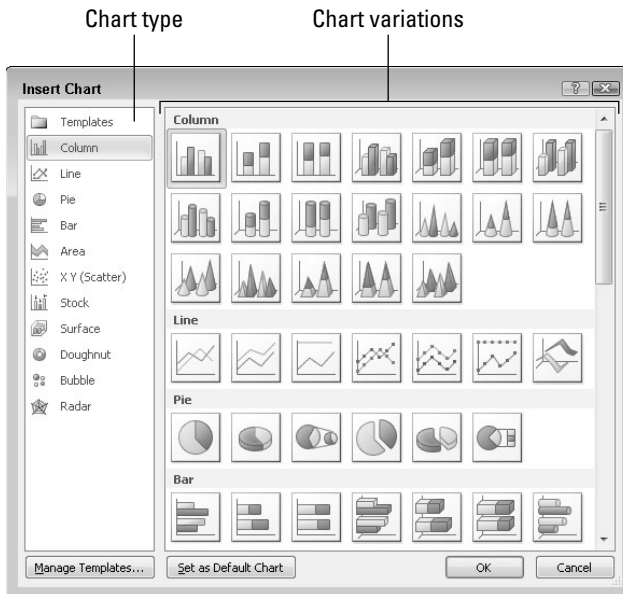 Chart type
Chart variations
Insert Chart
Templates
Column
Line
Pie
Bar
Area
X Y (Scatter)
Stock
Surface
Doughnut
Bubble
Radar
Column
Line
Pie
Bar
Manage Templates...
Set as Default Chart
OK
Cancel